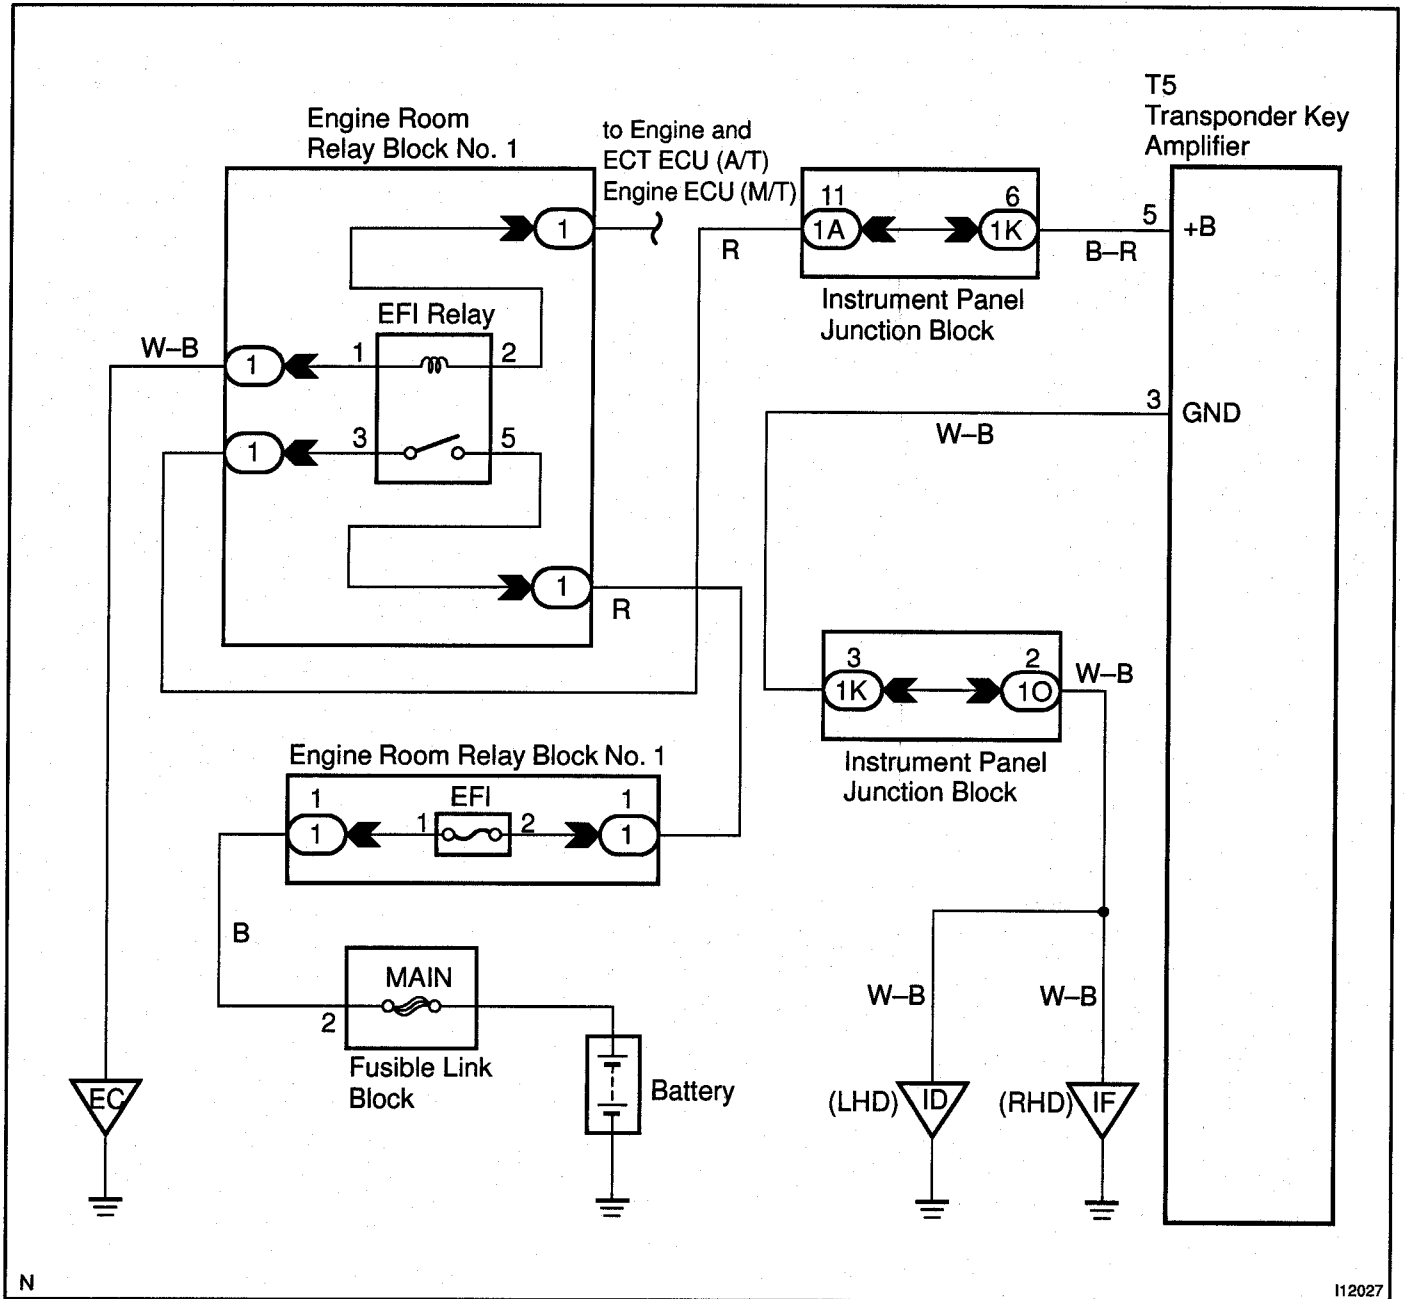 T5
Transponder Key
Amplifier
Engine Room
Relay Block No. 1
to Engine and
ECT ECU (A/T)
Engine ECU (M/T)
1
11
1A
6
1K
R
B–R
5
+B
Instrument Panel
Junction Block
EFI Relay
W–B
1
1
2
3
GND
W–B
1
3
5
1
R
3
1K
2
1O
W–B
Instrument Panel
Junction Block
Engine Room Relay Block No. 1
1
1
EFI
1
2
1
1
B
MAIN
2
Fusible Link
Block
Battery
W–B
W–B
EC
(LHD)
ID
(RHD)
IF
N
I12027